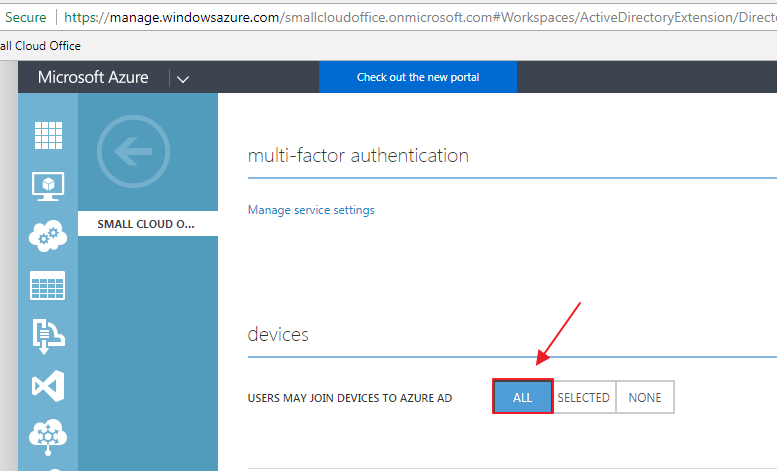 Secure https://manage.windowsazure.com/smallcloudoffice.onmicrosoft.com#Workspaces/ActiveDirectoryExtension/Direc
all Cloud Office
Microsoft Azure
Check out the new portal
multi-factor authentication
Manage service settings
SMALL CLOUD O...
devices
USERS MAY JOIN DEVICES TO AZURE AD ALL SELECTED NONE